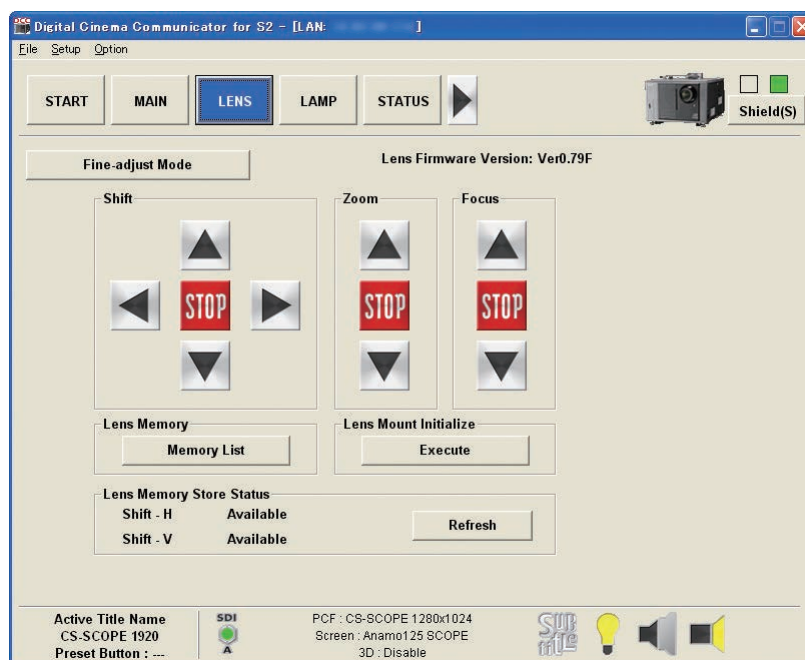 Digital Cinema Communicator for S2 - [LAN: ]
File Setup Option
START MAIN LENS LAMP STATUS
Shield(S)
Fine-adjust Mode
Lens Firmware Version: Ver0.79F
Shift
Zoom
Focus
STOP STOP STOP
Lens Memory
Lens Mount Initialize
Memory List
Execute
Lens Memory Store Status
Shift - H Available
Shift - V Available
Refresh
Active Title Name
CS-SCOPE 1920
Preset Button : ---
SDI
A
PCF : CS-SCOPE 1280x1024
Screen : Anamo125 SCOPE
3D : Disable
SUB
titLE